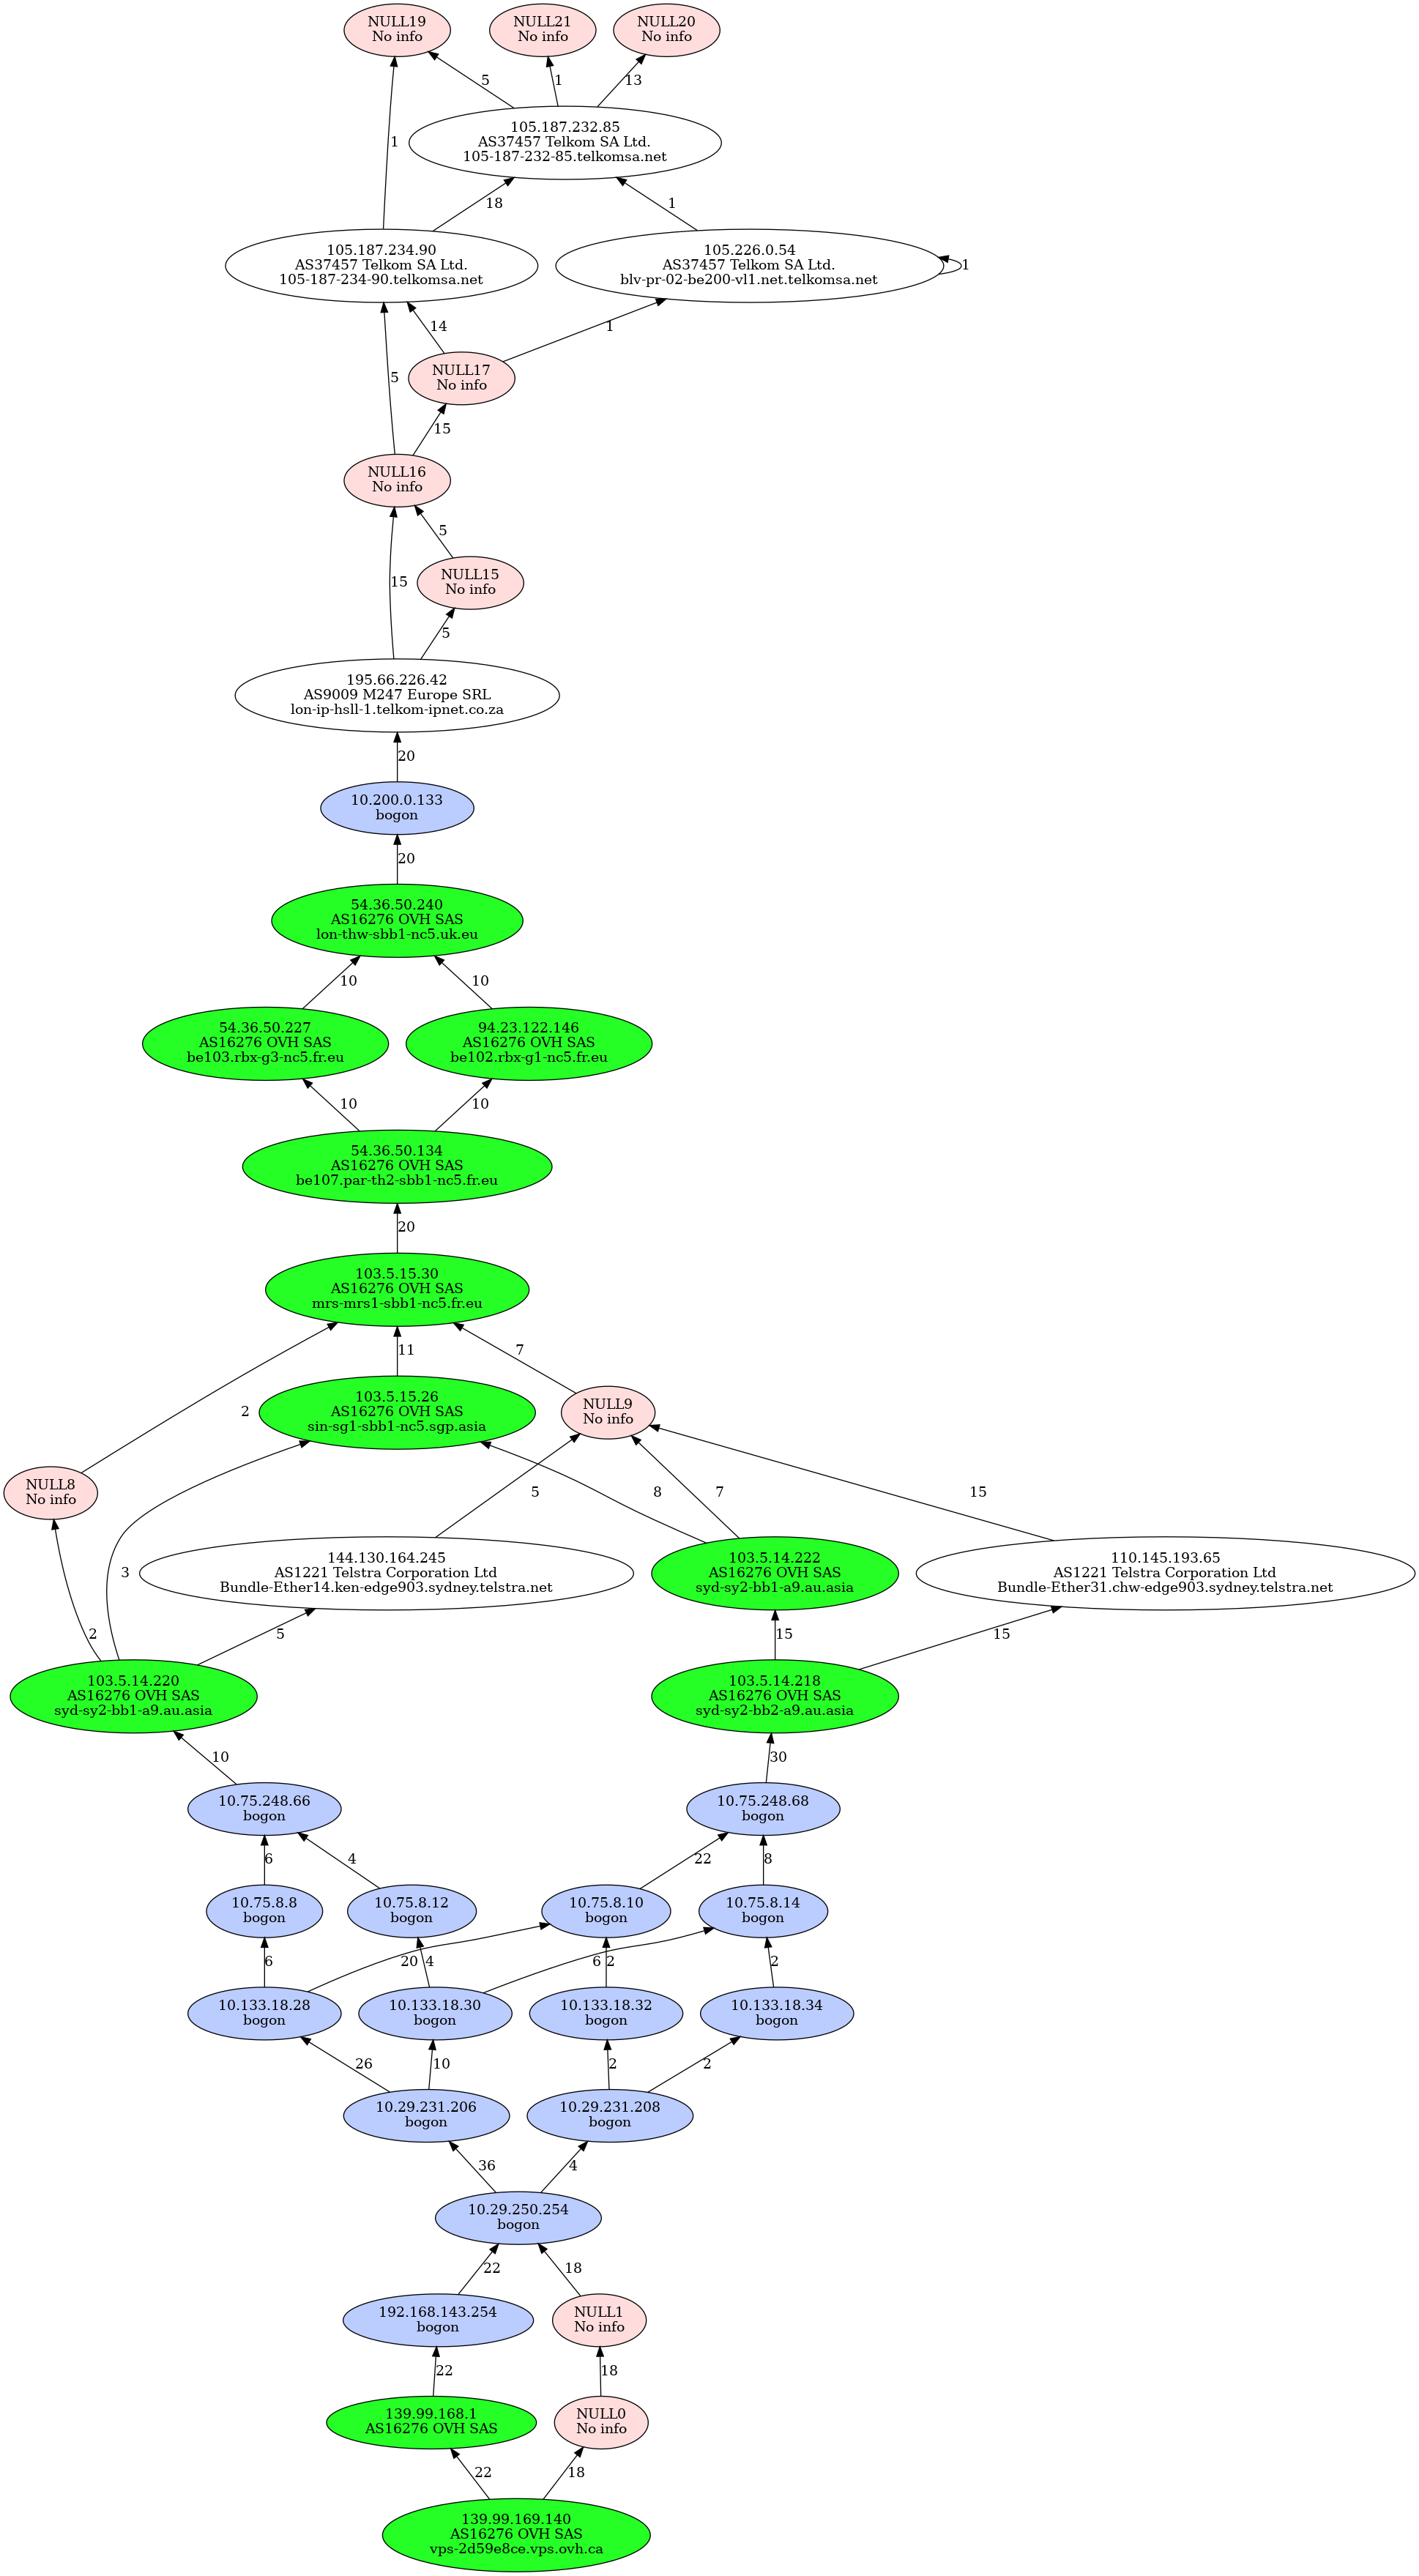 NULL19
No info
NULL21
No info
NULL20
No info
5
1
13
105.187.232.85
AS37457 Telkom SA Ltd.
105-187-232-85.telkomsa.net
1
18
1
105.187.234.90
AS37457 Telkom SA Ltd.
105-187-234-90.telkomsa.net
105.226.0.54
AS37457 Telkom SA Ltd.
blv-pr-02-be200-vl1.net.telkomsa.net
1
14
1
NULL17
No info
5
15
NULL16
No info
5
15
NULL15
No info
5
195.66.226.42
AS9009 M247 Europe SRL
lon-ip-hsll-1.telkom-ipnet.co.za
20
10.200.0.133
bogon
20
54.36.50.240
AS16276 OVH SAS
lon-thw-sbb1-nc5.uk.eu
10
10
54.36.50.227
AS16276 OVH SAS
be103.rbx-g3-nc5.fr.eu
94.23.122.146
AS16276 OVH SAS
be102.rbx-g1-nc5.fr.eu
10
10
54.36.50.134
AS16276 OVH SAS
be107.par-th2-sbb1-nc5.fr.eu
20
103.5.15.30
AS16276 OVH SAS
mrs-mrs1-sbb1-nc5.fr.eu
11
7
2
103.5.15.26
AS16276 OVH SAS
sin-sg1-sbb1-nc5.sgp.asia
NULL9
No info
NULL8
No info
5
8
7
15
3
144.130.164.245
AS1221 Telstra Corporation Ltd
Bundle-Ether14.ken-edge903.sydney.telstra.net
103.5.14.222
AS16276 OVH SAS
syd-sy2-bb1-a9.au.asia
110.145.193.65
AS1221 Telstra Corporation Ltd
Bundle-Ether31.chw-edge903.sydney.telstra.net
2
5
15
15
103.5.14.220
AS16276 OVH SAS
syd-sy2-bb1-a9.au.asia
103.5.14.218
AS16276 OVH SAS
syd-sy2-bb2-a9.au.asia
10
30
10.75.248.66
bogon
10.75.248.68
bogon
6
4
22
8
10.75.8.8
bogon
10.75.8.12
bogon
10.75.8.10
bogon
10.75.8.14
bogon
6
20
4
6
2
2
10.133.18.28
bogon
10.133.18.30
bogon
10.133.18.32
bogon
10.133.18.34
bogon
26
10
2
2
10.29.231.206
bogon
10.29.231.208
bogon
36
4
10.29.250.254
bogon
22
18
192.168.143.254
bogon
NULL1
No info
22
18
139.99.168.1
AS16276 OVH SAS
NULL0
No info
22
18
139.99.169.140
AS16276 OVH SAS
vps-2d59e8ce.vps.ovh.ca